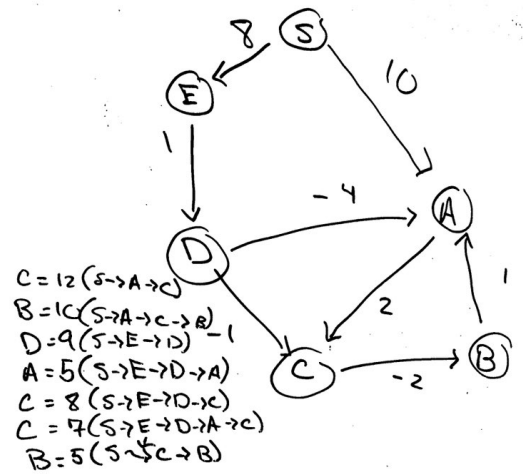 8
S
E
10
1
-4
A
D
C=12(S->A->C)
B=10(S->A->C->B)
D=9(S->E->D)
-1
2
1
A=5(S->E->D->A)
C
-2
B
C=8(S->E->D->C)
C=7(S->E->D->A->C)
B=5(S C->B)